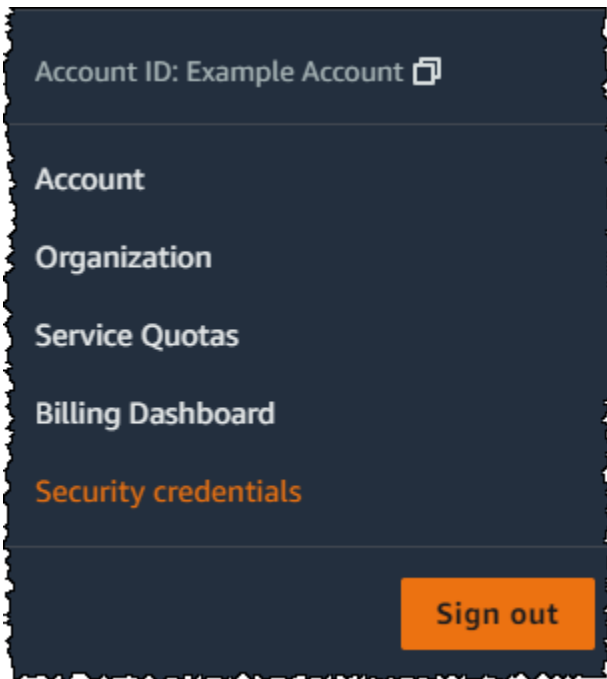 Account ID: Example Account
Account
Organization
Service Quotas
Billing Dashboard
Security credentials
Sign out